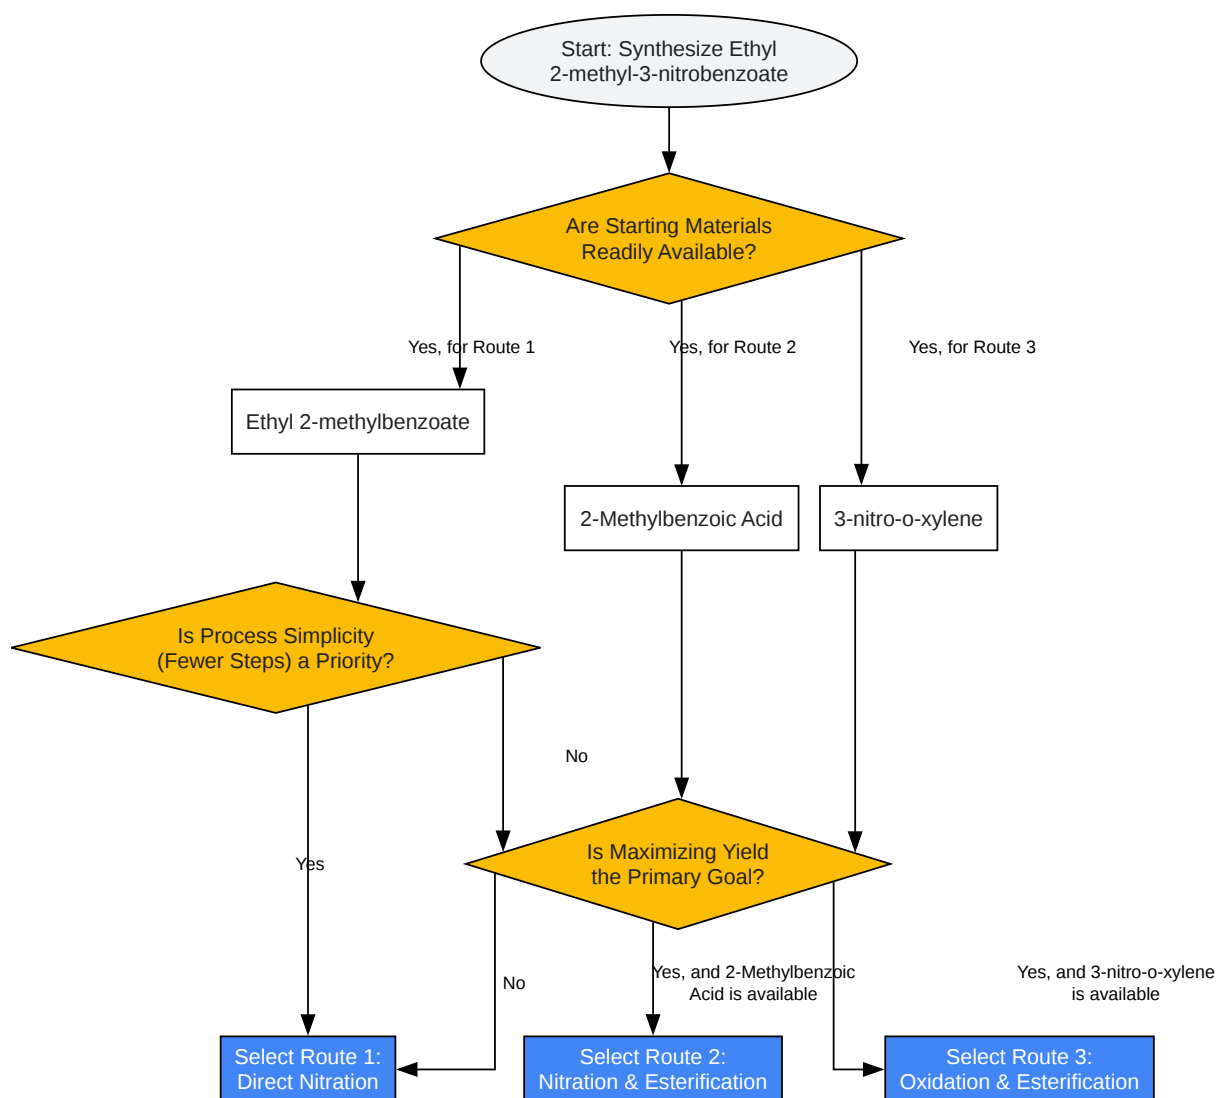 Start: Synthesize Ethyl
2-methyl-3-nitrobenzoate
Are Starting Materials
Readily Available?
Yes, for Route 1
Yes, for Route 2
Yes, for Route 3
Ethyl 2-methylbenzoate
2-Methylbenzoic Acid
3-nitro-o-xylene
Is Process Simplicity
(Fewer Steps) a Priority?
No
Yes
Is Maximizing Yield
the Primary Goal?
No
Yes, and 2-Methylbenzoic
Acid is available
Yes, and 3-nitro-o-xylene
is available
Select Route 1:
Direct Nitration
Select Route 2:
Nitration & Esterification
Select Route 3:
Oxidation & Esterification